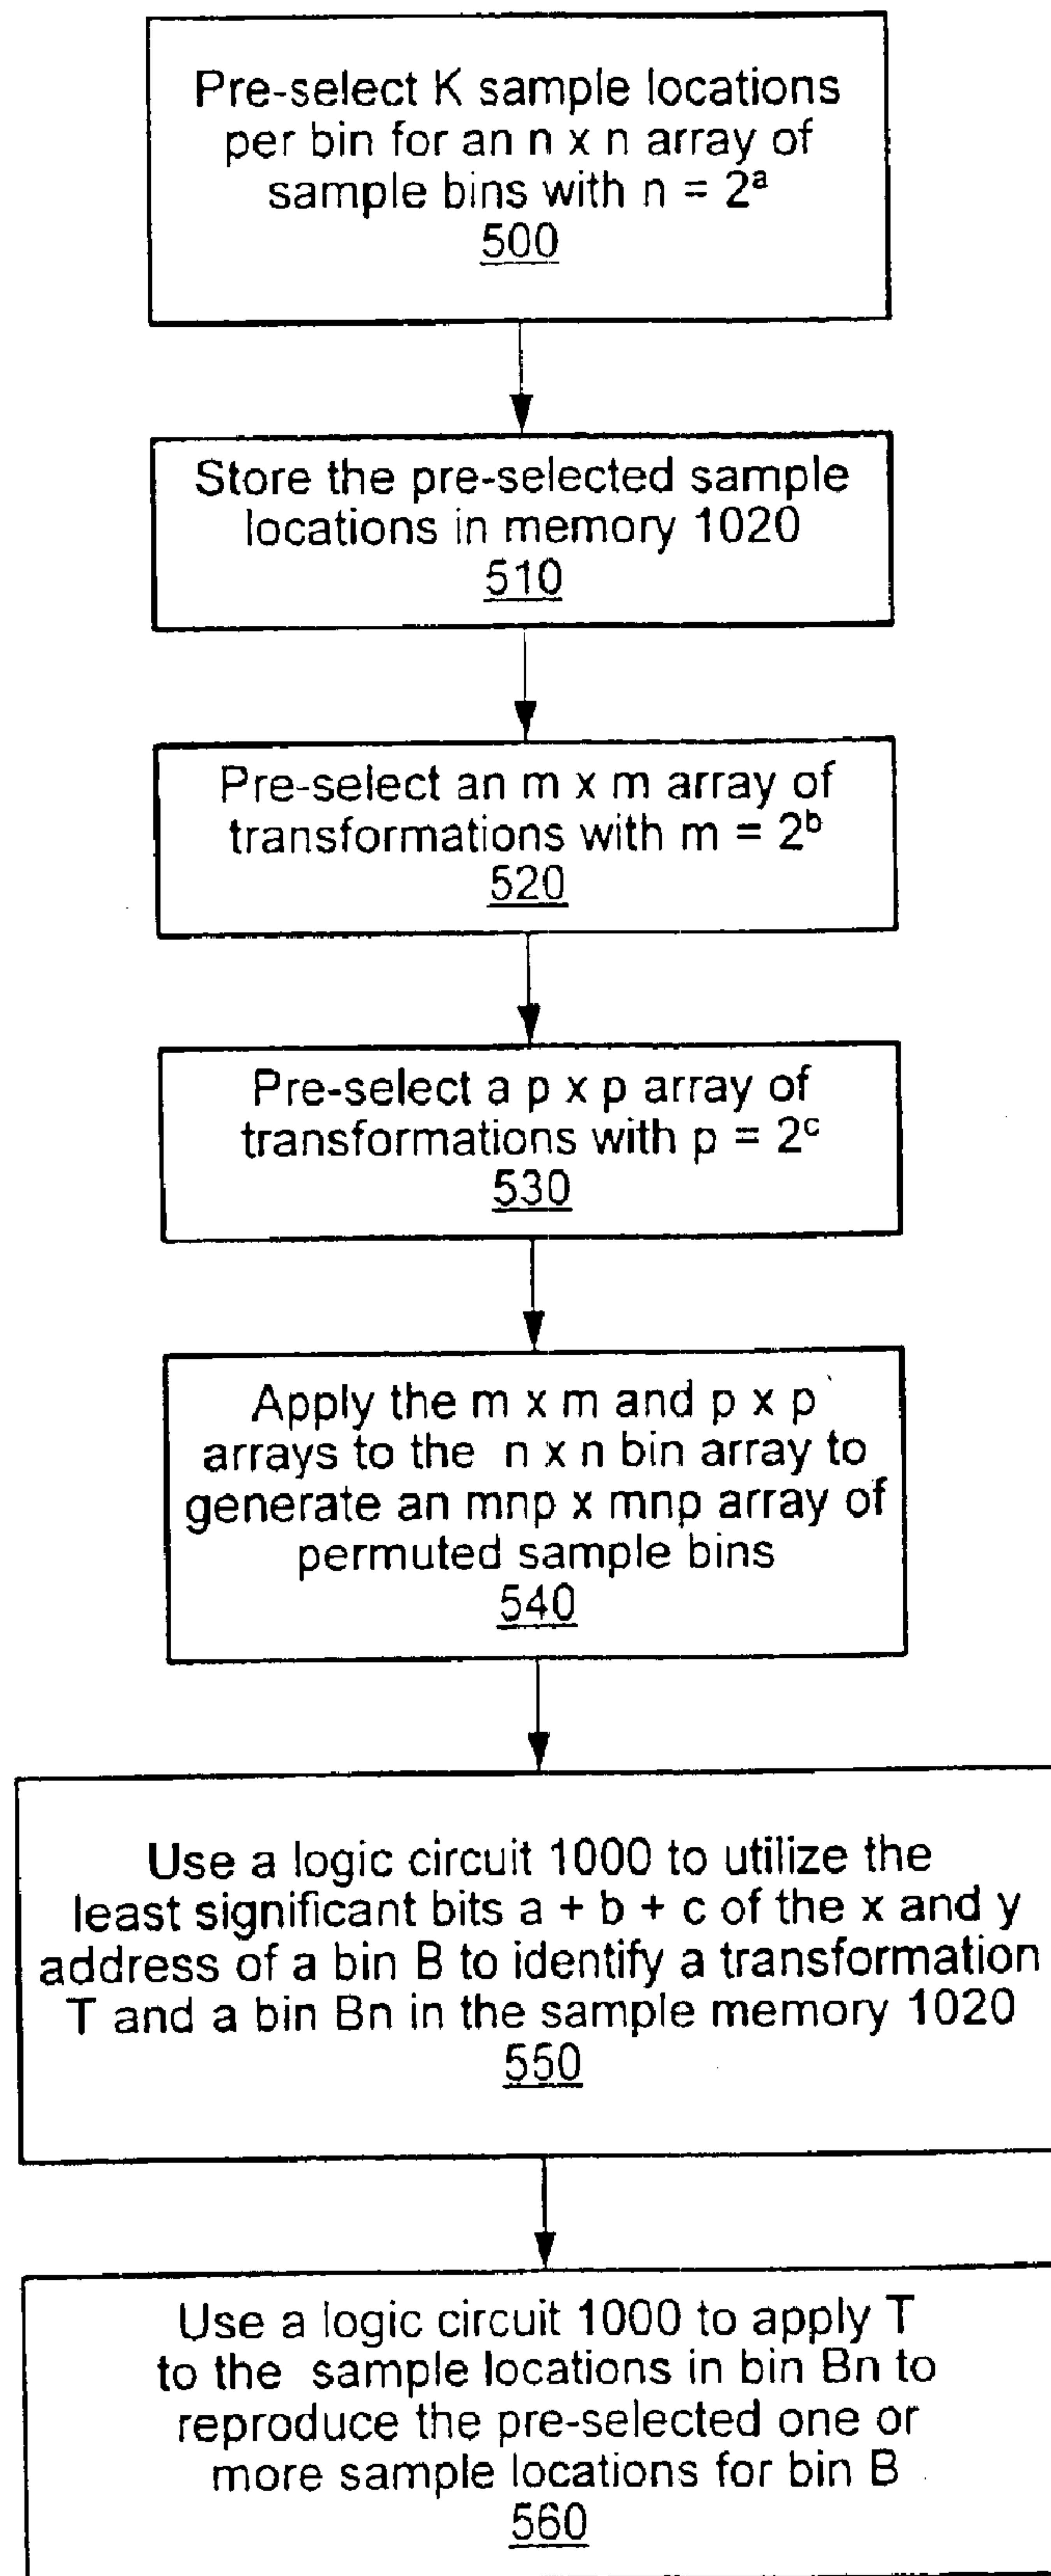 Pre-select K sample locations
per bin for an n x n array of
sample bins with n = 2ᵃ
500
Store the pre-selected sample
locations in memory 1020
510
Pre-select an m x m array of
transformations with m = 2ᵇ
520
Pre-select a p x p array of
transformations with p = 2ᶜ
530
Apply the m x m and p x p
arrays to the n x n bin array to
generate an mnp x mnp array of
permuted sample bins
540
Use a logic circuit 1000 to utilize the
least significant bits a + b + c of the x and y
address of a bin B to identify a transformation
T and a bin Bn in the sample memory 1020
550
Use a logic circuit 1000 to apply T
to the sample locations in bin Bn to
reproduce the pre-selected one or
more sample locations for bin B
560